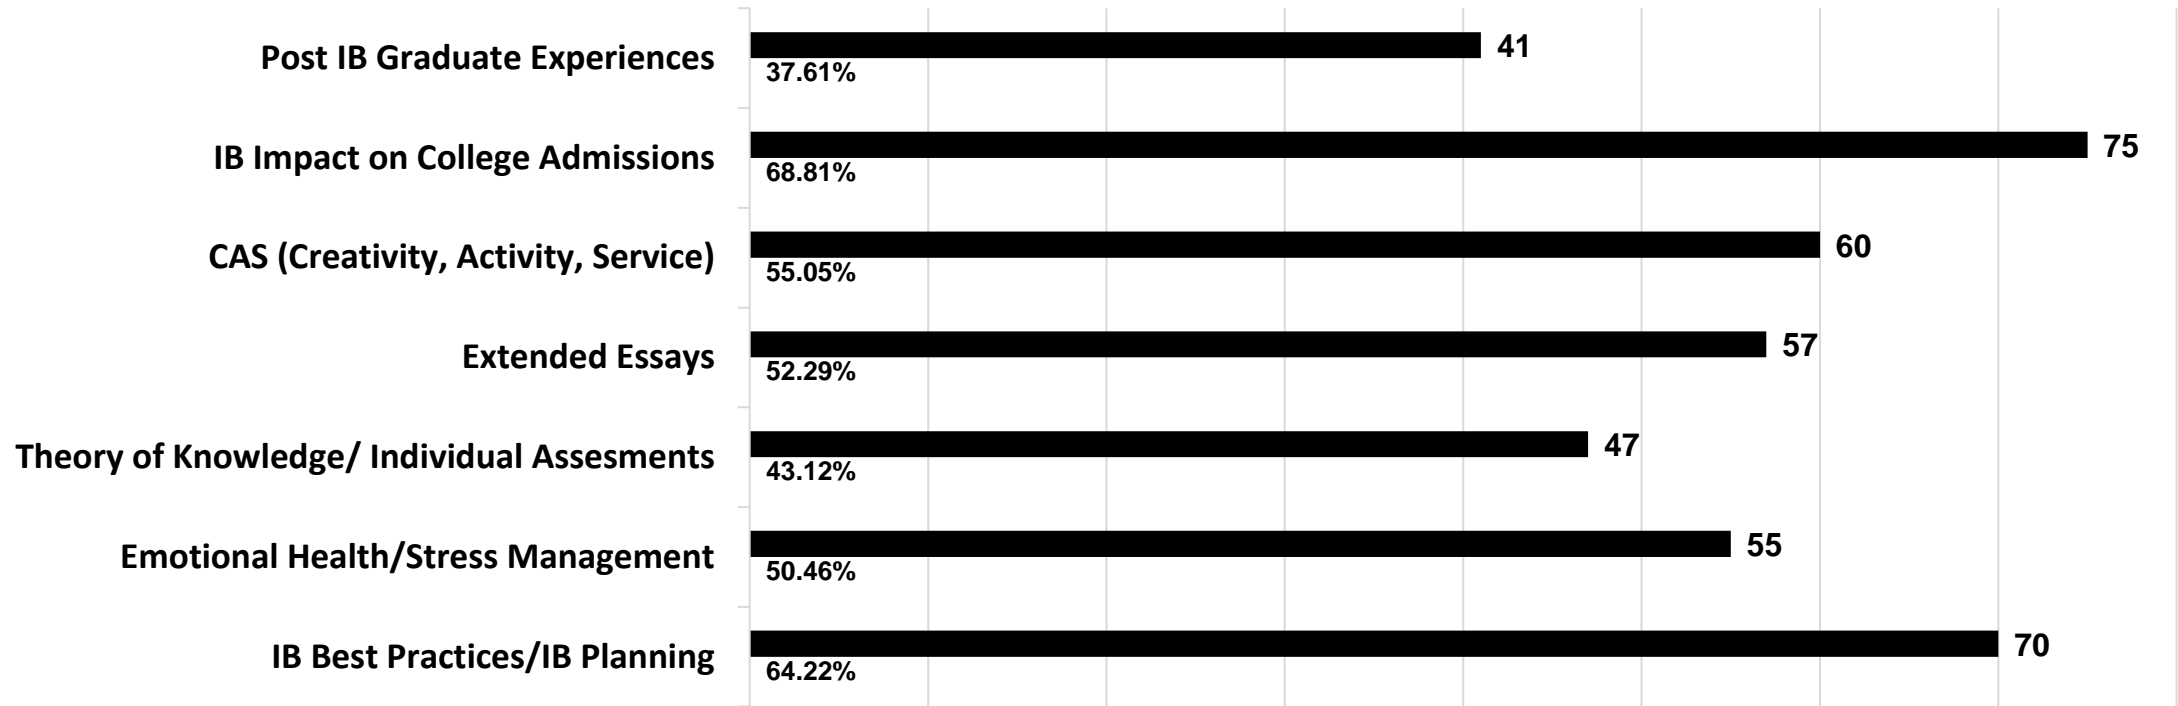 Post IB Graduate Experiences 41
37.61%
IB Impact on College Admissions 75
68.81%
CAS (Creativity, Activity, Service) 60
55.05%
Extended Essays 57
52.29%
Theory of Knowledge/ Individual Assesments 47
43.12%
Emotional Health/Stress Management 55
50.46%
IB Best Practices/IB Planning 70
64.22%